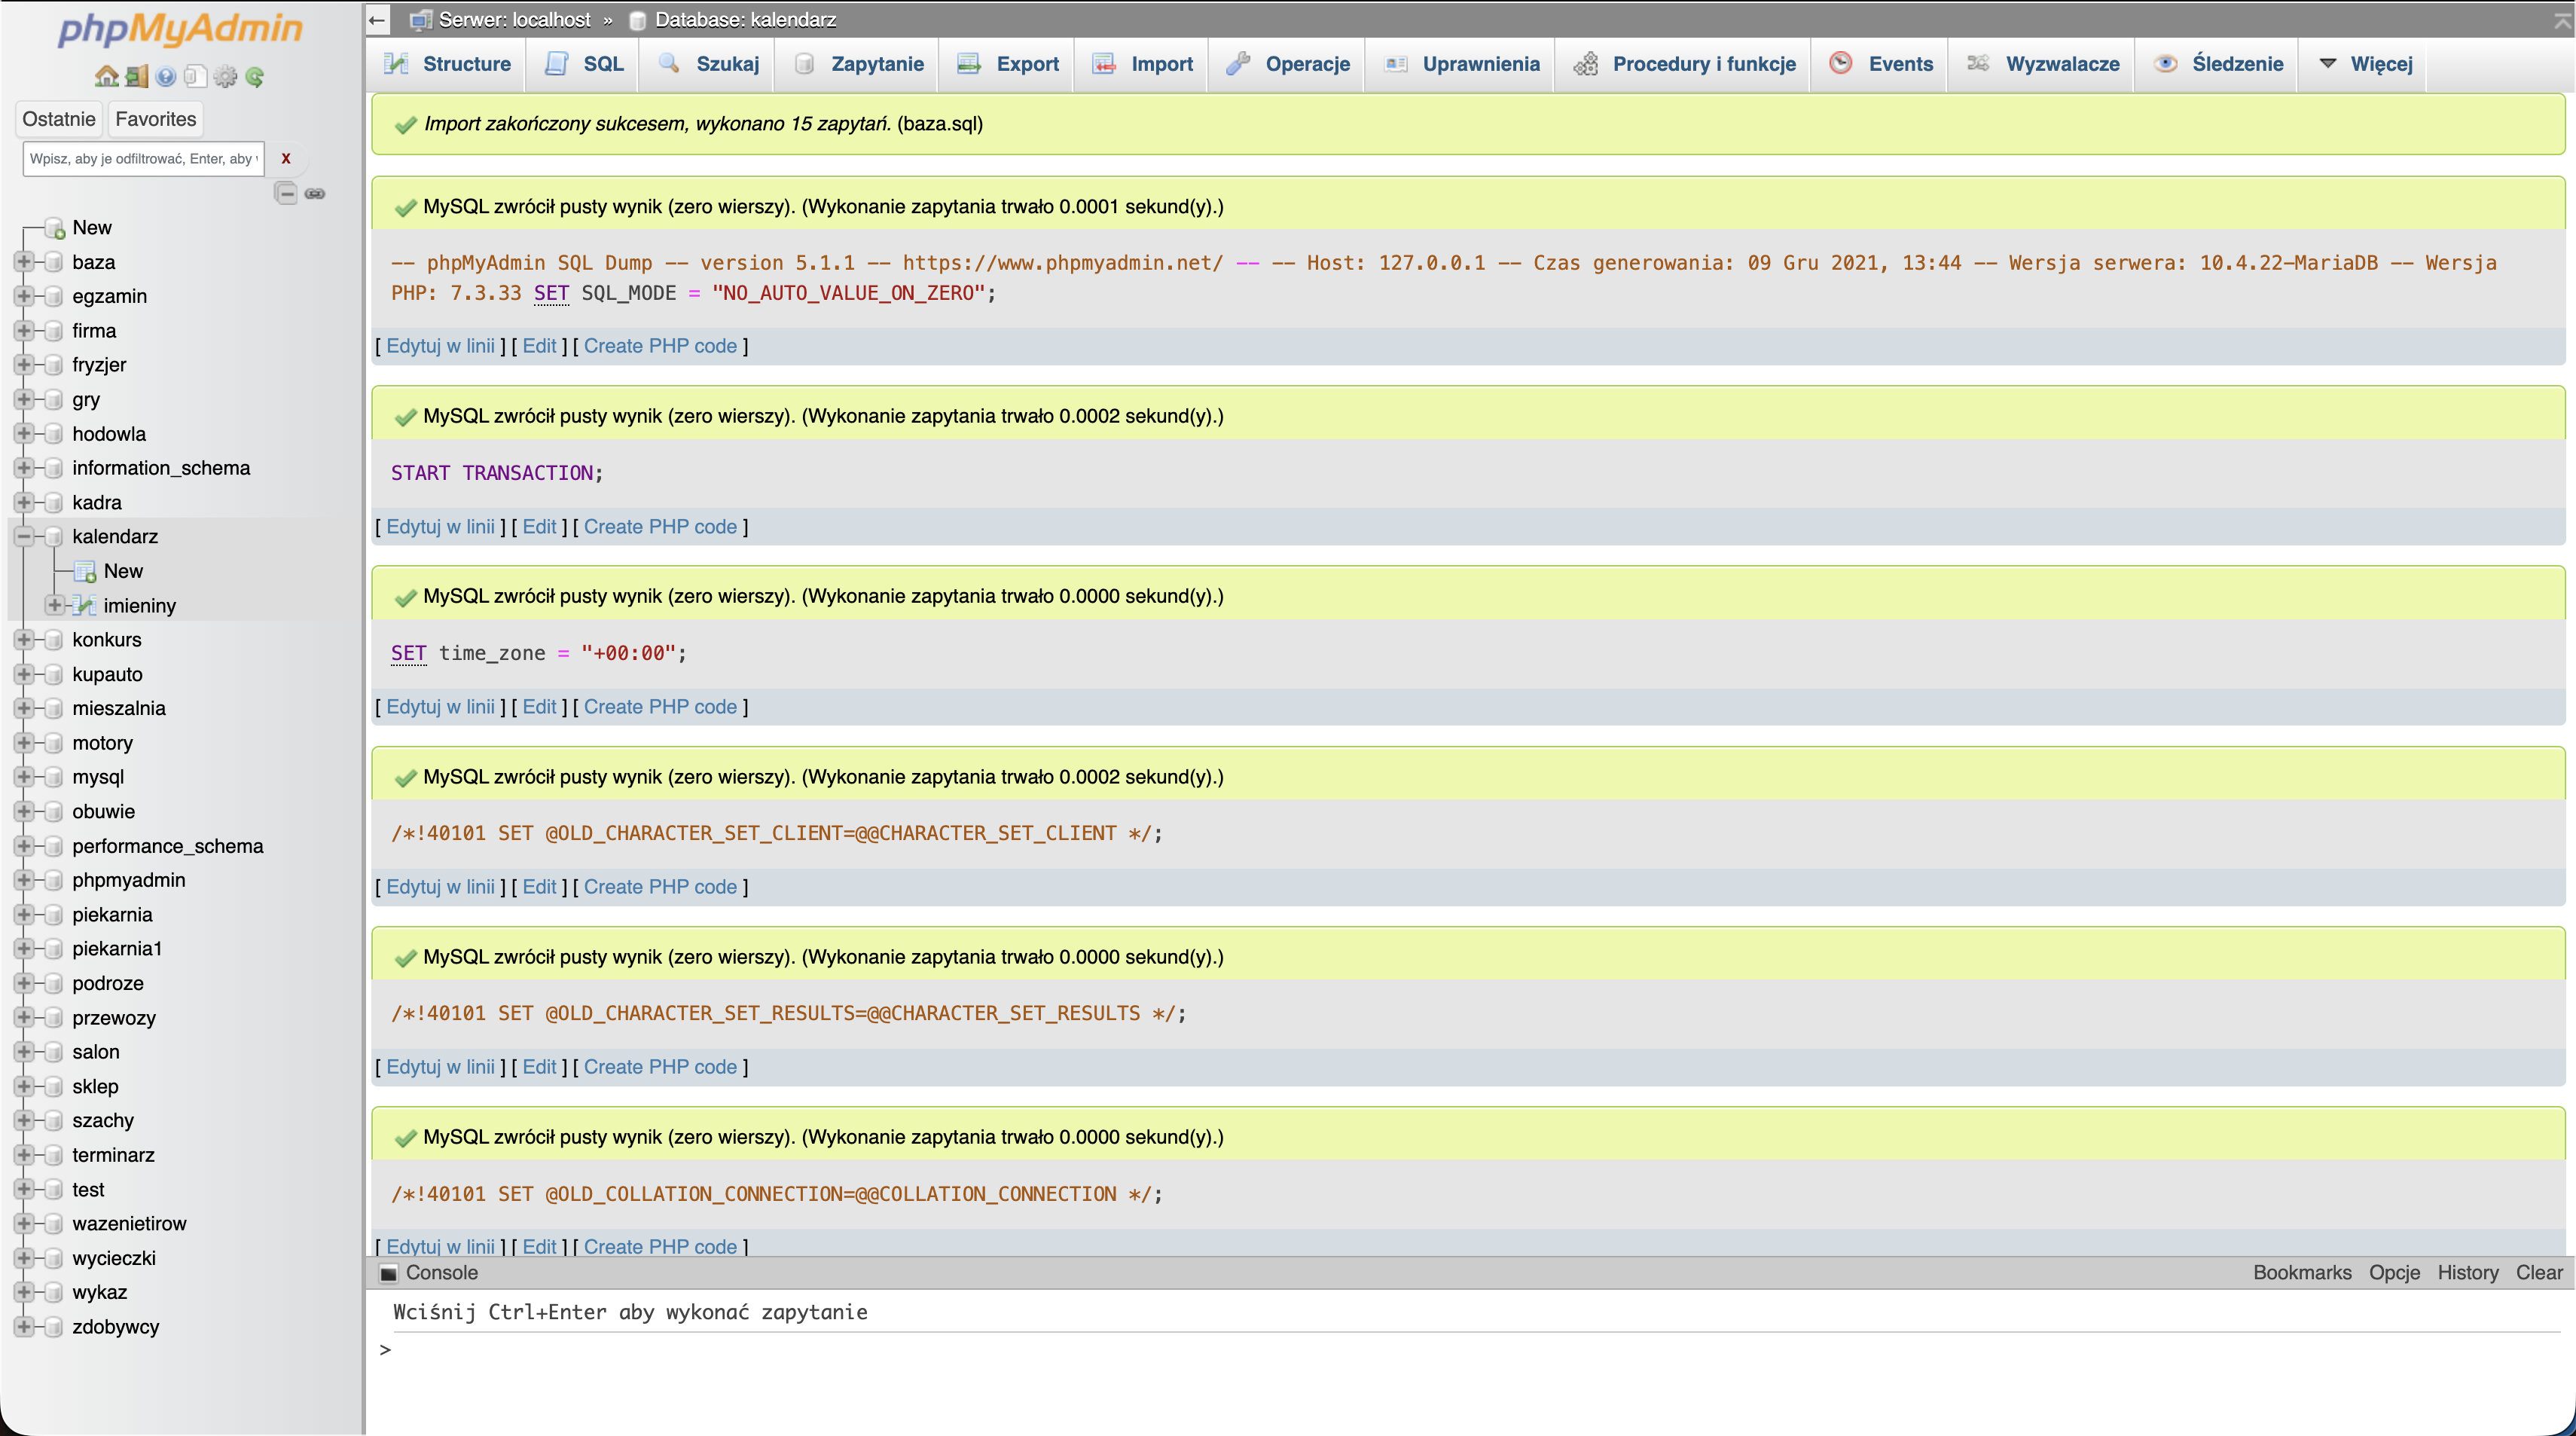 phpMyAdmin
Ostatnie Favorites
Wpisz, aby je odfiltrować, Enter, aby X
New
baza
egzamin
firma
fryzjer
gry
hodowla
information_schema
kadra
kalendarz
New
imieniny
konkurs
kupauto
mieszalnia
motory
mysql
obuwie
performance_schema
phpmyadmin
piekarnia
piekarnia1
podroze
przewozy
salon
sklep
szachy
terminarz
test
wazenietirow
wycieczki
wykaz
zdobywcy
Serwer: localhost » Database: kalendarz
Structure SQL Szukaj Zapytanie Export Import Operacje Uprawnienia Procedury i funkcje Events Wyzwalacze Śledzenie Więcej
Import zakończony sukcesem, wykonano 15 zapytań. (baza.sql)
MySQL zwrócił pusty wynik (zero wierszy). (Wykonanie zapytania trwało 0.0001 sekund(y).)
-- phpMyAdmin SQL Dump -- version 5.1.1 -- https://www.phpmyadmin.net/ -- -- Host: 127.0.0.1 -- Czas generowania: 09 Gru 2021, 13:44 -- Wersja serwera: 10.4.22-MariaDB -- Wersja
PHP: 7.3.33 SET SQL_MODE = "NO_AUTO_VALUE_ON_ZERO";
[ Edytuj w linii ] [ Edit ] [ Create PHP code ]
MySQL zwrócił pusty wynik (zero wierszy). (Wykonanie zapytania trwało 0.0002 sekund(y).)
START TRANSACTION;
[ Edytuj w linii ] [ Edit ] [ Create PHP code ]
MySQL zwrócił pusty wynik (zero wierszy). (Wykonanie zapytania trwało 0.0000 sekund(y).)
SET time_zone = "+00:00";
[ Edytuj w linii ] [ Edit ] [ Create PHP code ]
MySQL zwrócił pusty wynik (zero wierszy). (Wykonanie zapytania trwało 0.0002 sekund(y).)
/*!40101 SET @OLD_CHARACTER_SET_CLIENT=@@CHARACTER_SET_CLIENT */;
[ Edytuj w linii ] [ Edit ] [ Create PHP code ]
MySQL zwrócił pusty wynik (zero wierszy). (Wykonanie zapytania trwało 0.0000 sekund(y).)
/*!40101 SET @OLD_CHARACTER_SET_RESULTS=@@CHARACTER_SET_RESULTS */;
[ Edytuj w linii ] [ Edit ] [ Create PHP code ]
MySQL zwrócił pusty wynik (zero wierszy). (Wykonanie zapytania trwało 0.0000 sekund(y).)
/*!40101 SET @OLD_COLLATION_CONNECTION=@@COLLATION_CONNECTION */;
[ Edytuj w linii ] [ Edit ] [ Create PHP code ]
Console Bookmarks Opcje History Clear
Wciśnij Ctrl+Enter aby wykonać zapytanie
>